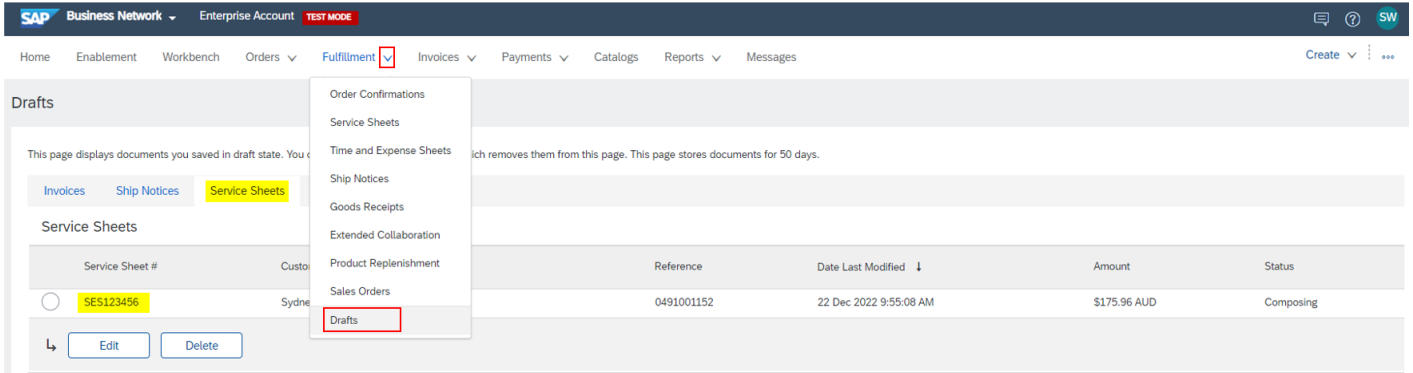 SAP Business Network Enterprise Account TEST MODE SW
Home Enablement Workbench Orders Fulfillment Invoices Payments Catalogs Reports Messages Create
Drafts
Order Confirmations
Service Sheets
Time and Expense Sheets
Ship Notices
Goods Receipts
Extended Collaboration
Product Replenishment
Sales Orders
Drafts
This page displays documents you saved in draft state. You ich removes them from this page. This page stores documents for 50 days.
Invoices Ship Notices Service Sheets
Service Sheets
Service Sheet # Custo Reference Date Last Modified ↓ Amount Status
SES123456 Sydne 0491001152 22 Dec 2022 9:55:08 AM $175.96 AUD Composing
Edit Delete